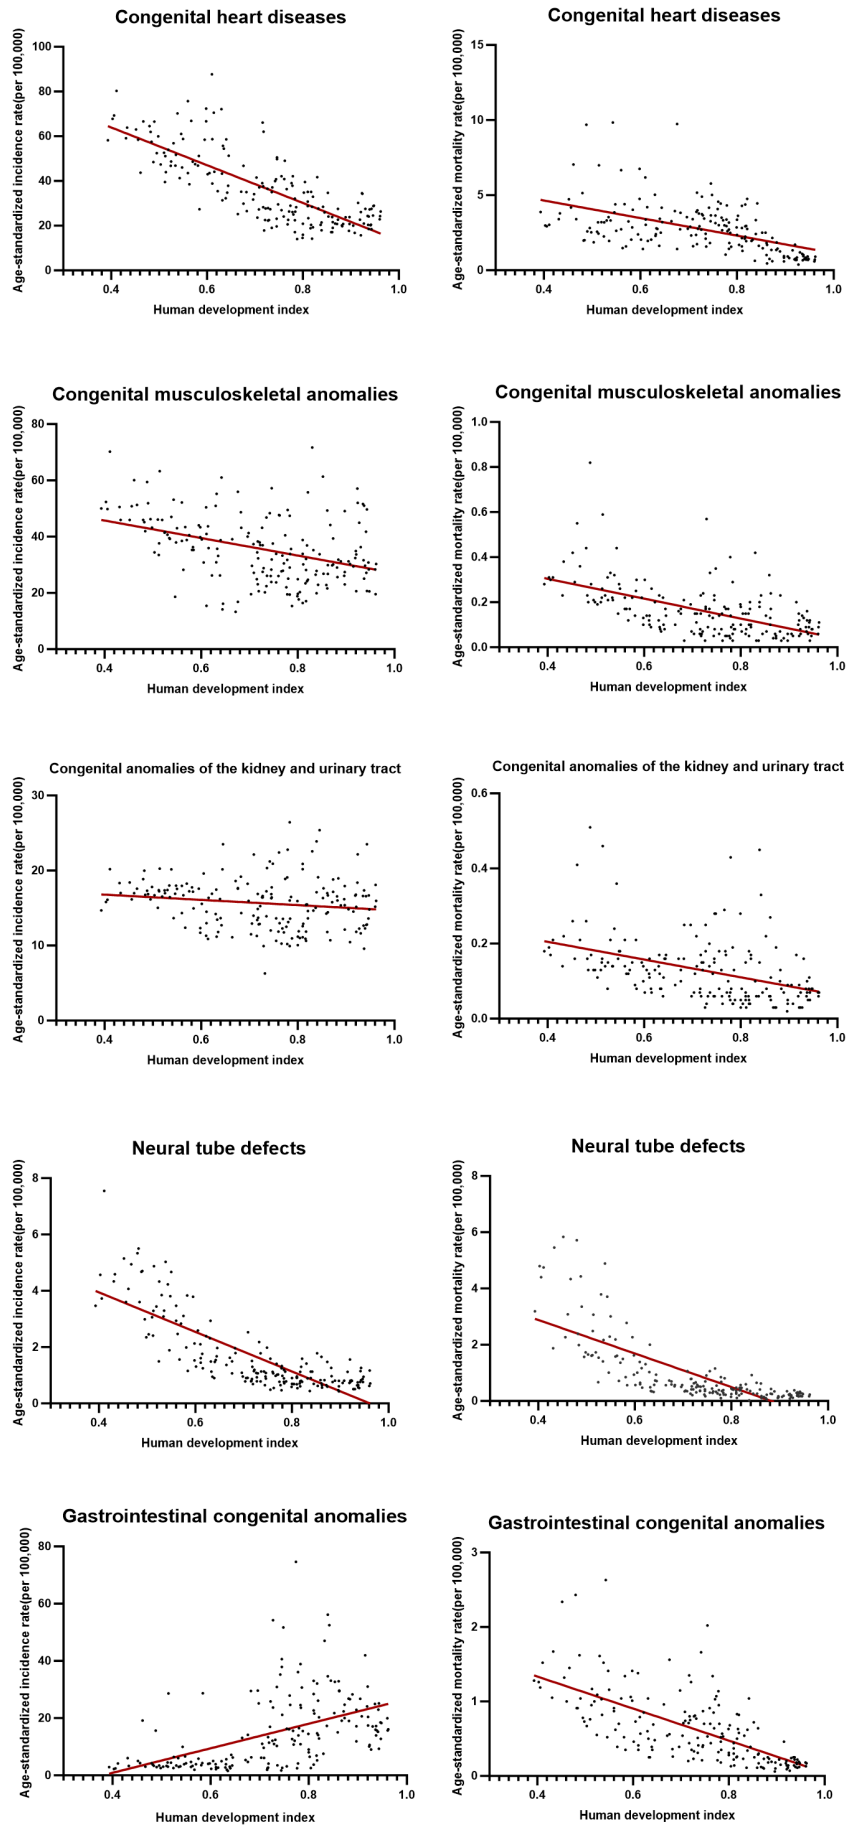 Congenital heart diseases
Age-standardized incidence rate(per 100,000)
100
80
60
40
20
0
0.4 0.6 0.8 1.0
Human development index
Congenital heart diseases
Age-standardized mortality rate(per 100,000)
15
10
5
0
0.4 0.6 0.8 1.0
Human development index
Congenital musculoskeletal anomalies
Age-standardized incidence rate(per 100,000)
80
60
40
20
0
0.4 0.6 0.8 1.0
Human development index
Congenital musculoskeletal anomalies
Age-standardized mortality rate(per 100,000)
1.0
0.8
0.6
0.4
0.2
0.0
0.4 0.6 0.8 1.0
Human development index
Congenital anomalies of the kidney and urinary tract
Age-standardized incidence rate(per 100,000)
30
20
10
0
0.4 0.6 0.8 1.0
Human development index
Congenital anomalies of the kidney and urinary tract
Age-standardized mortality rate(per 100,000)
0.6
0.4
0.2
0.0
0.4 0.6 0.8 1.0
Human development index
Neural tube defects
Age-standardized incidence rate(per 100,000)
8
6
4
2
0
0.4 0.6 0.8 1.0
Human development index
Neural tube defects
Age-standardized mortality rate(per 100,000)
8
6
4
2
0
0.4 0.6 0.8 1.0
Human development index
Gastrointestinal congenital anomalies
Age-standardized incidence rate(per 100,000)
80
60
40
20
0
0.4 0.6 0.8 1.0
Human development index
Gastrointestinal congenital anomalies
Age-standardized mortality rate(per 100,000)
3
2
1
0
0.4 0.6 0.8 1.0
Human development index